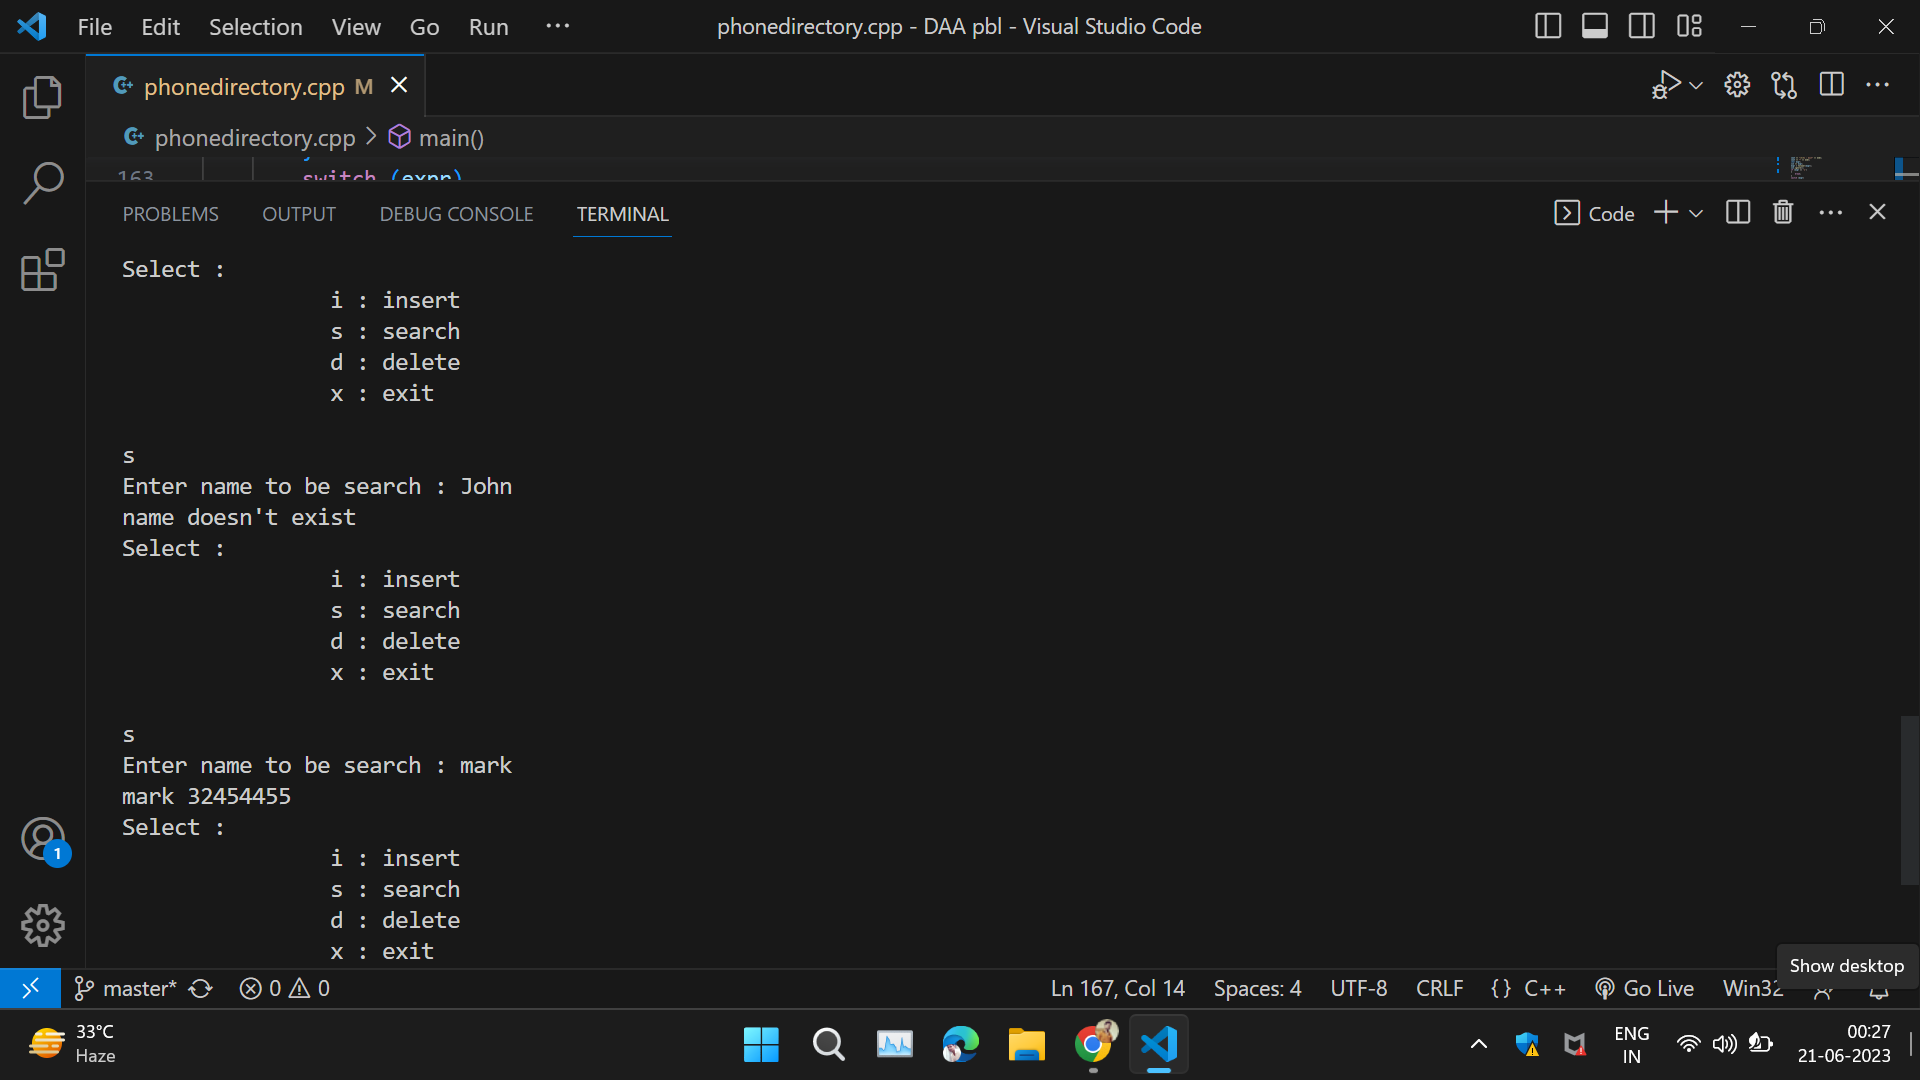 File Edit Selection View Go Run ··· phonedirectory.cpp - DAA pbl - Visual Studio Code
phonedirectory.cpp M
phonedirectory.cpp > main()
163 switch (expn)
PROBLEMS OUTPUT DEBUG CONSOLE TERMINAL Code
Select :
i : insert
s : search
d : delete
x : exit
s
Enter name to be search : John
name doesn't exist
Select :
i : insert
s : search
d : delete
x : exit
s
Enter name to be search : mark
mark 32454455
Select :
i : insert
s : search
d : delete
x : exit
1
Show desktop
master* 0 0 Ln 167, Col 14 Spaces: 4 UTF-8 CRLF {} C++ Go Live Win32
33°C
Haze
ENG
IN
00:27
21-06-2023